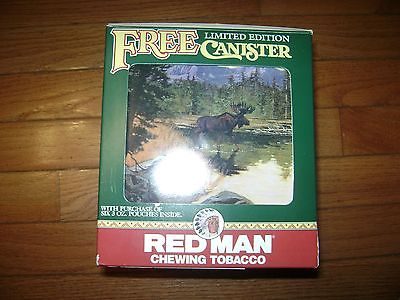 FREE LIMITED EDITION
CANISTER
WITH PURCHASE OF
SIX 3 OZ. POUCHES INSIDE.
RED MAN
CHEWING TOBACCO